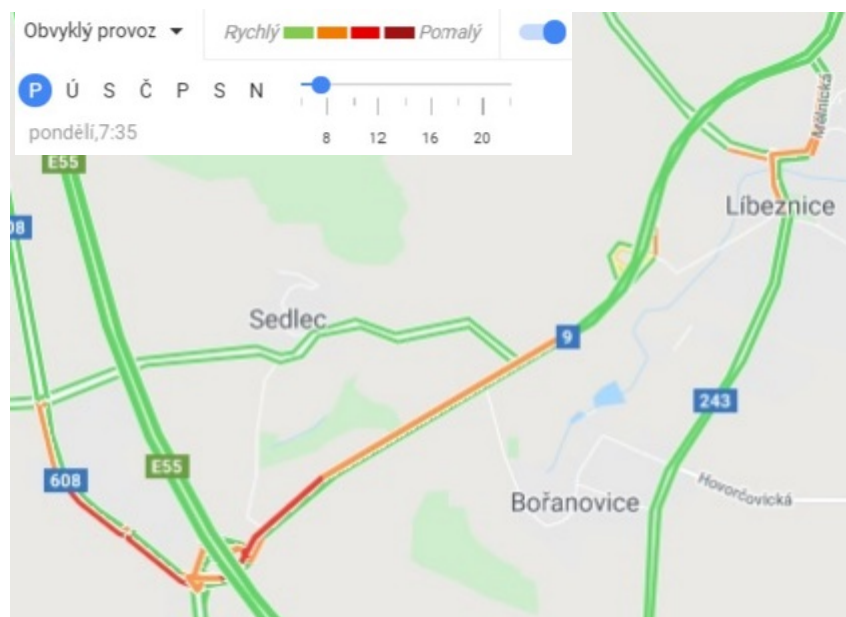 Obvyklý provoz Rychlý Pomalý
P Ú S Č P S N
8 12 16 20
pondělí,7:35
E55
08
Mělnická
Líbeznice
Sedlec
9
243
E55
608
Hovorčovická
Bořanovice